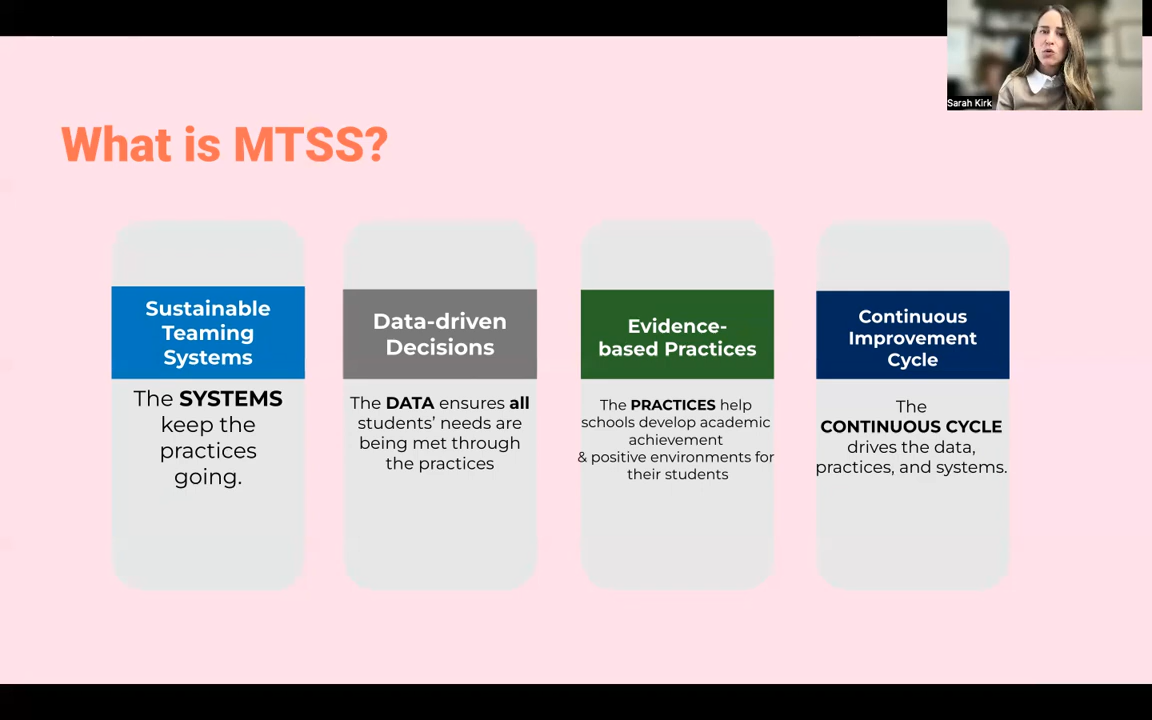 Sarah Kirk
What is MTSS?
Sustainable
Teaming
Systems
The SYSTEMS
keep the
practices
going.
Data-driven
Decisions
The DATA ensures all
students’ needs are
being met through
the practices
Evidence-
based Practices
The PRACTICES help
schools develop academic
achievement
& positive environments for
their students
Continuous
Improvement
Cycle
The
CONTINUOUS CYCLE
drives the data,
practices, and systems.